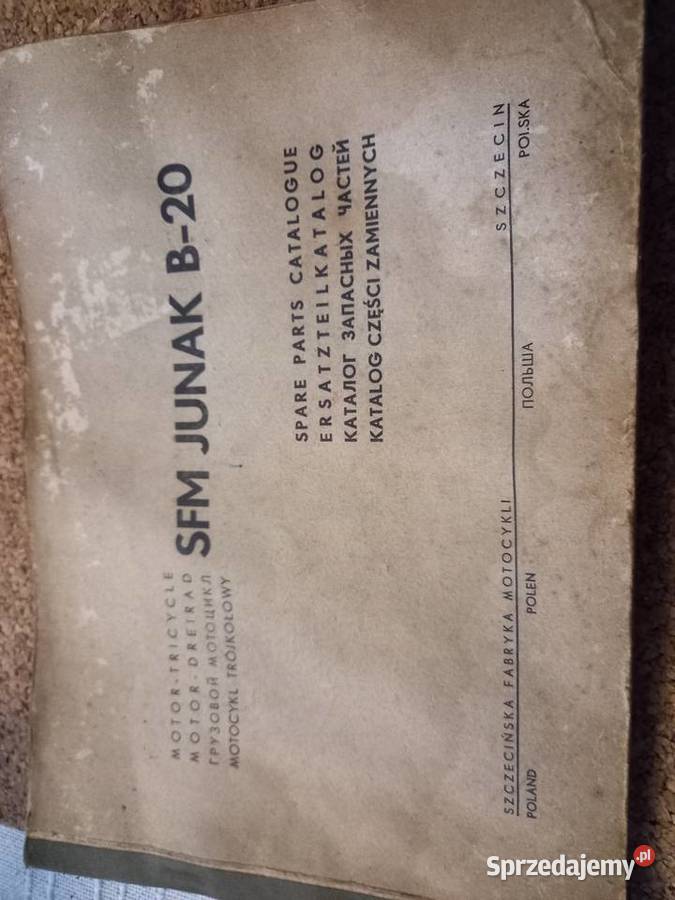 MOTOR-TRICYCLE
MOTOR-DREIRAD
ГРУЗОВОЙ МОТОЦИКЛ
MOTOCYKL TRÓJKOŁOWY
SFM JUNAK B-20
SPARE PARTS CATALOGUE
ERSATZTEILKATALOG
КАТАЛОГ ЗАПАСНЫХ ЧАСТЕЙ
KATALOG CZĘŚCI ZAMIENNYCH
SZCZECIŃSKA FABRYKA MOTOCYKLI SZCZECIN
POLAND POLEN ПОЛЬША POLSKA
Sprzedajemy.pl